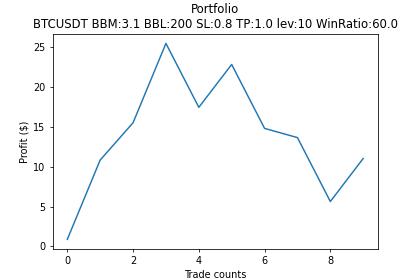 Portfolio
BTCUSDT BBM:3.1 BBL:200 SL:0.8 TP:1.0 lev:10 WinRatio:60.0
25
20
15
10
5
0
Profit ($)
0 2 4 6 8
Trade counts